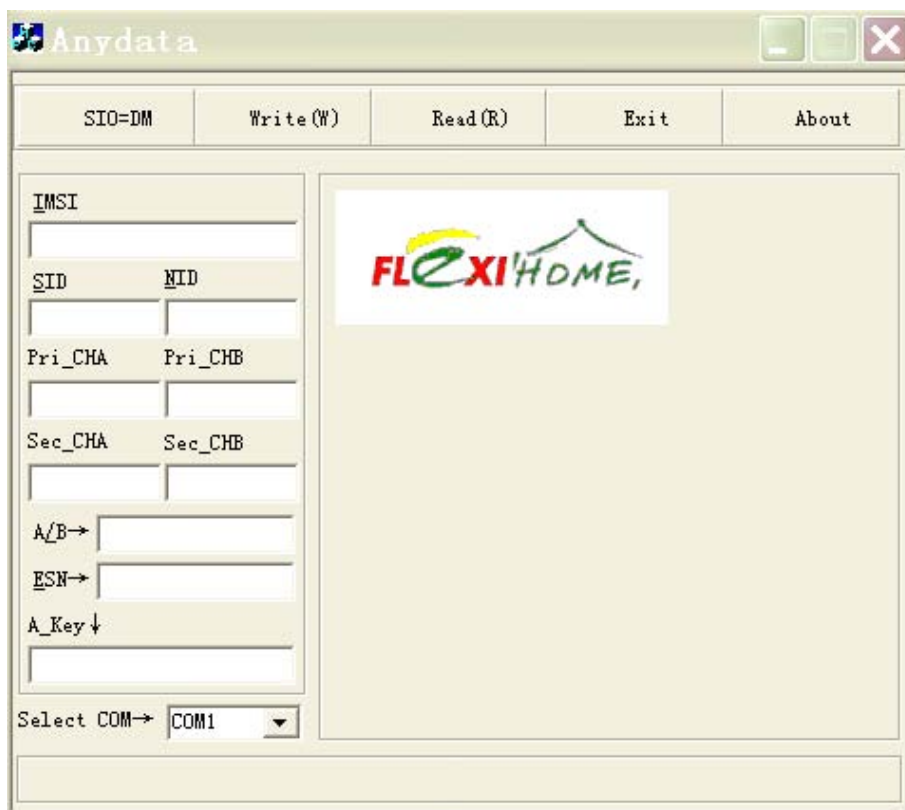 Anydata
SIO=DM Write(W) Read(R) Exit About
IMSI
FLEXI'HOME,
SID NID
Pri_CHA Pri_CHB
Sec_CHA Sec_CHB
A/B→
ESN→
A_Key↓
Select COM→ COM1